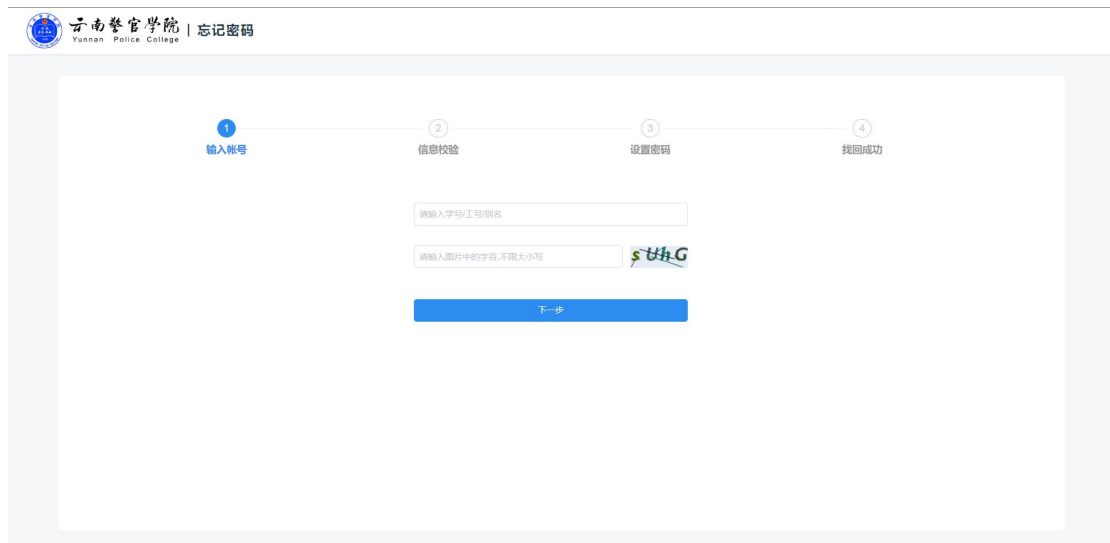 云南警官学院 | 忘记密码
Yunnan Police College
1 2 3 4
输入帐号 信息校验 设置密码 找回成功
请输入学号/工号/别名
请输入图片中的字符,不限大小写 sUhG
下一步